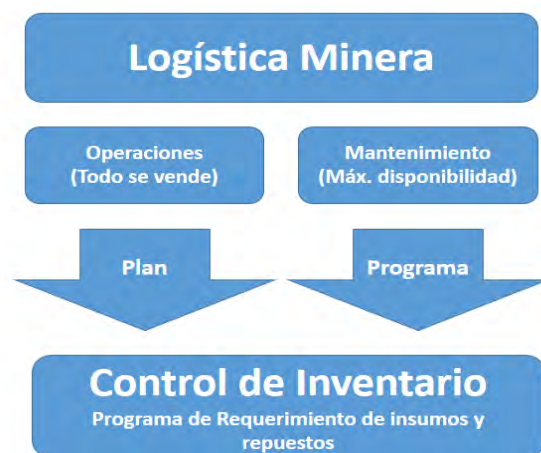 Logística Minera
Operaciones
(Todo se vende)
Mantenimiento
(Máx. disponibilidad)
Plan
Programa
Control de Inventario
Programa de Requerimiento de insumos y
repuestos